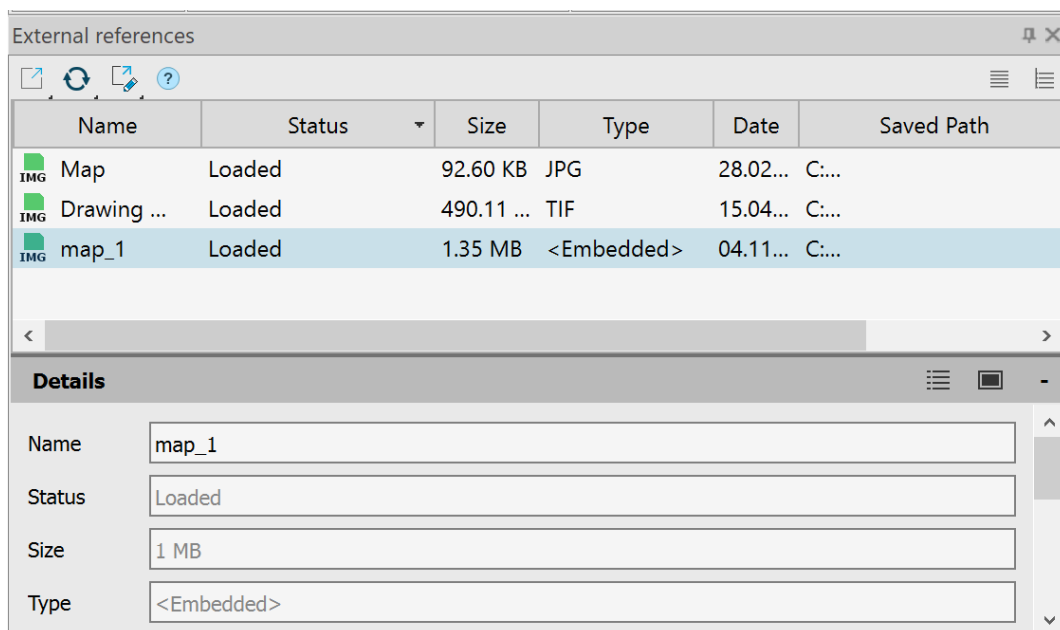 External references
?
Name Status Size Type Date Saved Path
IMG Map Loaded 92.60 KB JPG 28.02... C:...
IMG Drawing ... Loaded 490.11 ... TIF 15.04... C:...
IMG map_1 Loaded 1.35 MB <Embedded> 04.11... C:...
Details
Name map_1
Status Loaded
Size 1 MB
Type <Embedded>